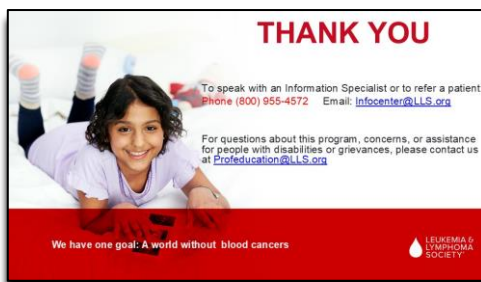 THANK YOU
To speak with an Information Specialist or to refer a patient
Phone (800) 955-4572 Email: Infocenter@LLS.org
For questions about this program, concerns, or assistance
for people with disabilities or grievances, please contact us
at Profeducation@LLS.org
We have one goal: A world without blood cancers
LEUKEMIA &
LYMPHOMA
SOCIETY